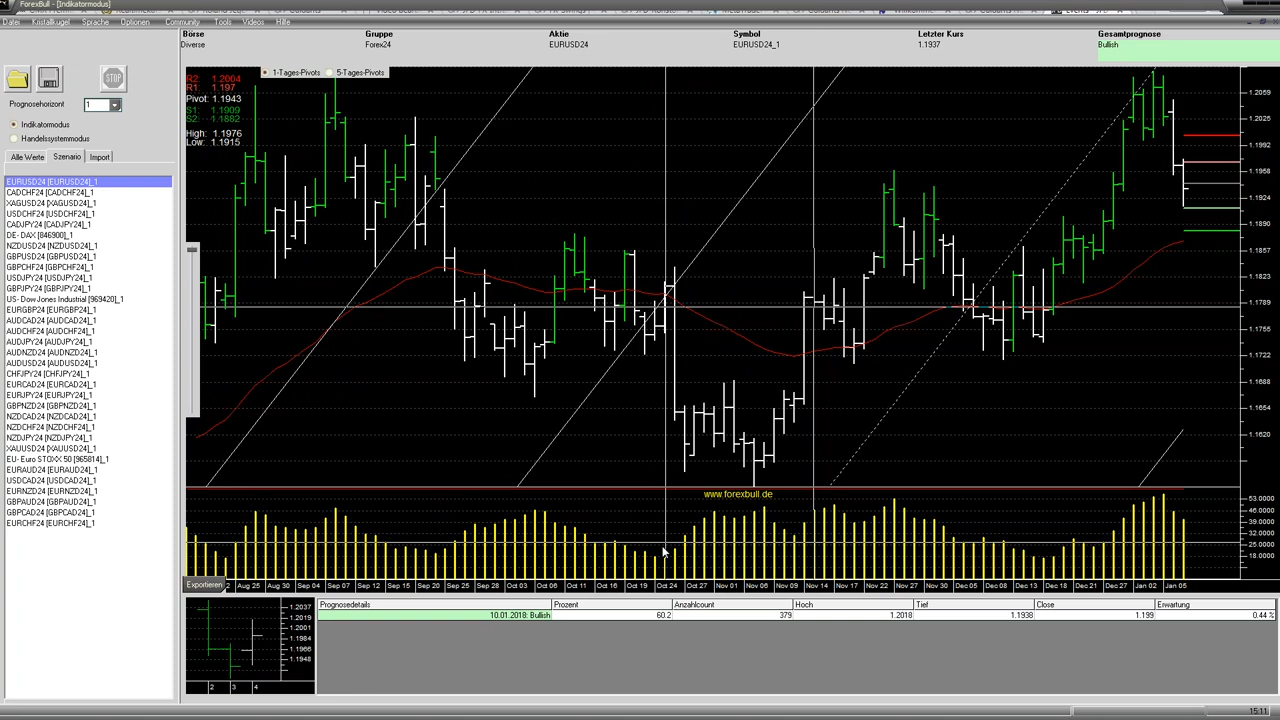 ForexBull - [Indikatormodus]
Datei Kristallkugel Sprache Optionen Community Tools Videos Hilfe
Börse Gruppe Aktie Symbol Letzter Kurs Gesamtprognose
Diverse Forex24 EURUSD24 EURUSD24_1 1.1937 Bullish
STOP
Prognosehorizont 1
Indikatormodus
Handelssystemmodus
Alle Werte Szenario Import
EURUSD24 [EURUSD24]_1
CADCHF24 [CADCHF24]_1
XAGUSD24 [XAGUSD24]_1
USDCHF24 [USDCHF24]_1
CADJPY24 [CADJPY24]_1
DE- DAX [846900]_1
NZDUSD24 [NZDUSD24]_1
GBPUSD24 [GBPUSD24]_1
GBPCHF24 [GBPCHF24]_1
USDJPY24 [USDJPY24]_1
GBPJPY24 [GBPJPY24]_1
US- Dow Jones Industrial [969420]_1
EURGBP24 [EURGBP24]_1
AUDCAD24 [AUDCAD24]_1
AUDCHF24 [AUDCHF24]_1
AUDJPY24 [AUDJPY24]_1
AUDNZD24 [AUDNZD24]_1
AUDUSD24 [AUDUSD24]_1
CHFJPY24 [CHFJPY24]_1
EURCAD24 [EURCAD24]_1
EURJPY24 [EURJPY24]_1
GBPNZD24 [GBPNZD24]_1
NZDCAD24 [NZDCAD24]_1
NZDCHF24 [NZDCHF24]_1
NZDJPY24 [NZDJPY24]_1
XAUUSD24 [XAUUSD24]_1
EU- Euro STOXX 50 [965814]_1
EURAUD24 [EURAUD24]_1
USDCAD24 [USDCAD24]_1
EURNZD24 [EURNZD24]_1
GBPAUD24 [GBPAUD24]_1
GBPCAD24 [GBPCAD24]_1
EURCHF24 [EURCHF24]_1
1-Tages-Pivots 5-Tages-Pivots
R2: 1.2004
R1: 1.197
Pivot: 1.1943
S1: 1.1909
S2: 1.1882
High: 1.1976
Low: 1.1915
1.2059
1.2025
1.1992
1.1958
1.1924
1.1890
1.1857
1.1823
1.1789
1.1765
1.1722
1.1688
1.1654
1.1620
www.forexbull.de
53.0000
46.0000
39.0000
32.0000
25.0000
18.0000
Exportieren
2 Aug 25 Aug 30 Sep 04 Sep 07 Sep 12 Sep 15 Sep 20 Sep 25 Sep 28 Oct 03 Oct 06 Oct 11 Oct 16 Oct 19 Oct 24 Oct 27 Nov 01 Nov 06 Nov 09 Nov 14 Nov 17 Nov 22 Nov 27 Nov 30 Dec 05 Dec 08 Dec 13 Dec 18 Dec 21 Dec 27 Jan 02 Jan 05
1.2037
1.2019
1.2001
1.1984
1.1966
1.1948
2 3 4
Prognosedetails Prozent Anzahlcount Hoch Tief Close Erwartung
10.01.2018: Bullish 60.2 379 1.2018 1.1938 1.199 0.44 %
15:11